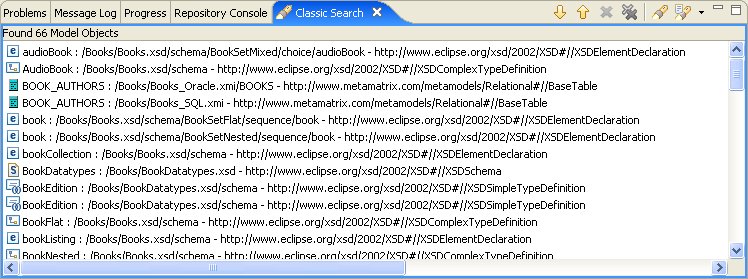 Problems Message Log Progress Repository Console Classic Search
Found 66 Model Objects
audioBook : /Books/Books.xsd/schema/BookSetMixed/choice/audioBook - http://www.eclipse.org/xsd/2002/XSD#//XSDElementDeclaration
AudioBook : /Books/Books.xsd/schema - http://www.eclipse.org/xsd/2002/XSD#//XSDComplexTypeDefinition
BOOK_AUTHORS : /Books/Books_Oracle.xmi/BOOKS - http://www.metamatrix.com/metamodels/Relational#//BaseTable
BOOK_AUTHORS : /Books/Books_SQL.xmi - http://www.metamatrix.com/metamodels/Relational#//BaseTable
book : /Books/Books.xsd/schema/BookSetFlat/sequence/book - http://www.eclipse.org/xsd/2002/XSD#//XSDElementDeclaration
book : /Books/Books.xsd/schema/BookSetNested/sequence/book - http://www.eclipse.org/xsd/2002/XSD#//XSDElementDeclaration
bookCollection : /Books/Books.xsd/schema - http://www.eclipse.org/xsd/2002/XSD#//XSDElementDeclaration
BookDatatypes : /Books/BookDatatypes.xsd - http://www.eclipse.org/xsd/2002/XSD#//XSDSchema
BookEdition : /Books/BookDatatypes.xsd/schema - http://www.eclipse.org/xsd/2002/XSD#//XSDSimpleTypeDefinition
BookEdition : /Books/BookDatatypes.xsd/schema - http://www.eclipse.org/xsd/2002/XSD#//XSDSimpleTypeDefinition
BookFlat : /Books/Books.xsd/schema - http://www.eclipse.org/xsd/2002/XSD#//XSDComplexTypeDefinition
bookListing : /Books/Books.xsd/schema - http://www.eclipse.org/xsd/2002/XSD#//XSDElementDeclaration
BookNested : /Books/Books.xsd/schema - http://www.eclipse.org/xsd/2002/XSD#//XSDComplexTypeDefinition